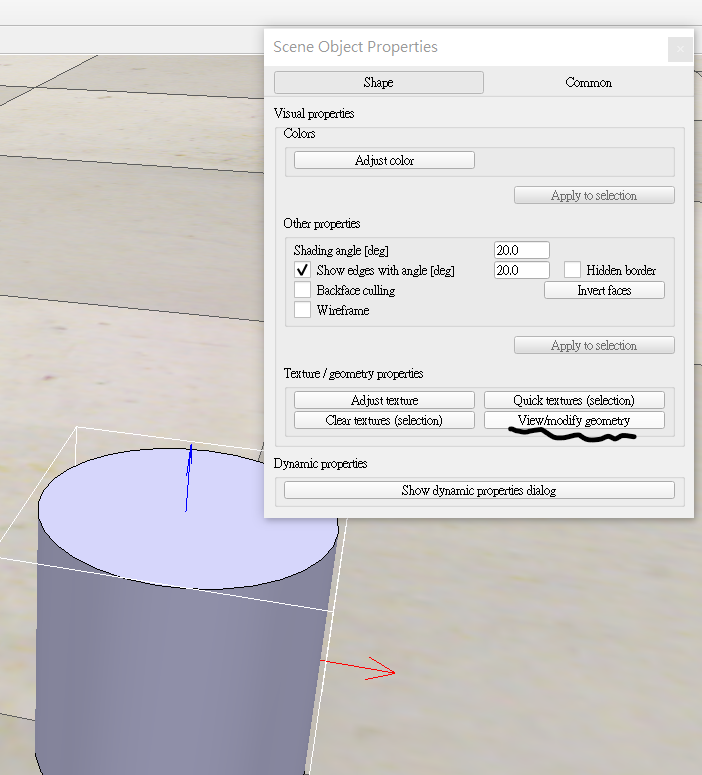 Scene Object Properties
Shape Common
Visual properties
Colors
Adjust color
Apply to selection
Other properties
Shading angle [deg] 20.0
Show edges with angle [deg] 20.0 Hidden border
Backface culling Invert faces
Wireframe
Apply to selection
Texture / geometry properties
Adjust texture Quick textures (selection)
Clear textures (selection) View/modify geometry
Dynamic properties
Show dynamic properties dialog